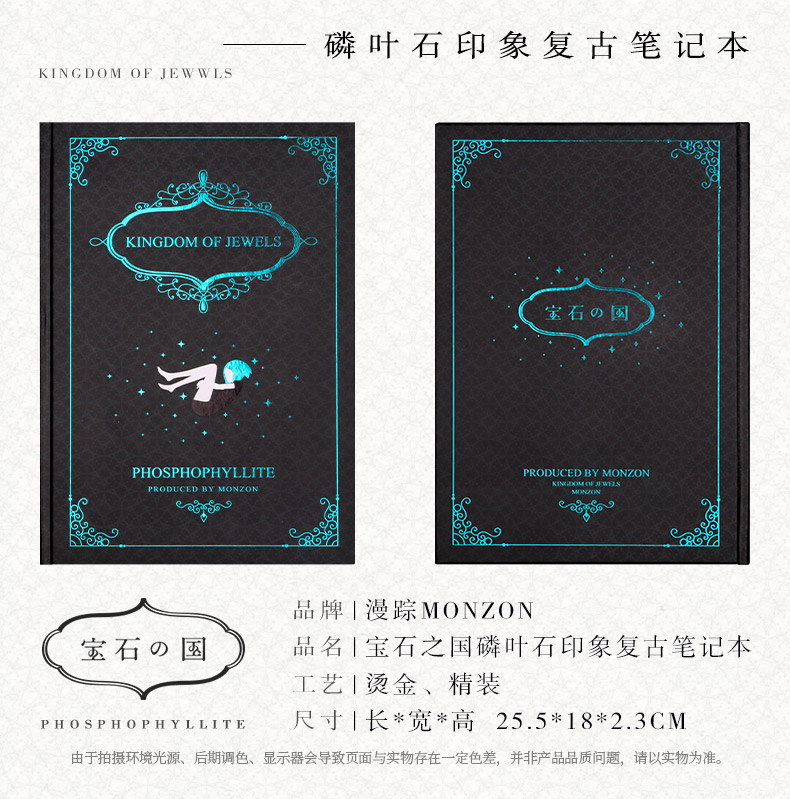 磷叶石印象复古笔记本
KINGDOM OF JEWWLS
KINGDOM OF JEWELS
PHOSPHOPHYLLITE
PRODUCED BY MONZON
宝石の国
PRODUCED BY MONZON
KINGDOM OF JEWELS
MONZON
宝石の国
PHOSPHOPHYLLITE
品牌|漫踪MONZON
品名|宝石之国磷叶石印象复古笔记本
工艺|烫金、精装
尺寸|长*宽*高 25.5*18*2.3CM
由于拍摄环境光源、后期调色、显示器会导致页面与实物存在一定色差，并非产品品质问题，请以实物为准。